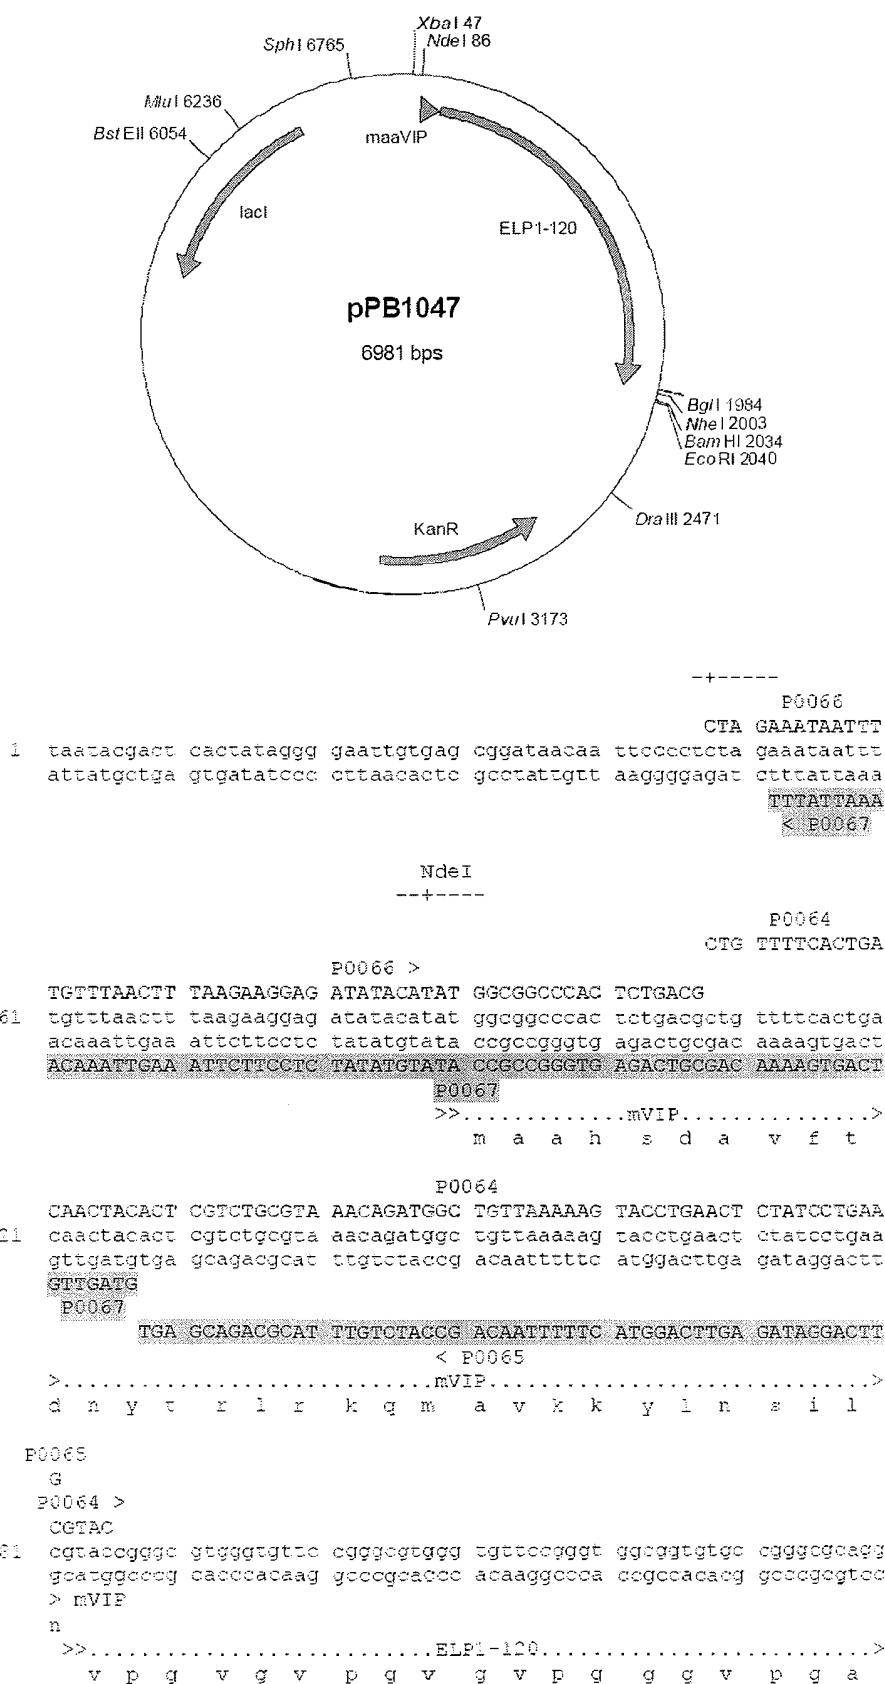 XbaI 47
SphI 6765
NdeI 86
MluI 6236
BstEII 6054
maaVIP
lacI
ELP1-120
pPB1047
6981 bps
BglI 1984
NheI 2003
BamHI 2034
EcoRI 2040
DraIII 2471
KanR
PvuI 3173
-+-----
P0066
CTA GAAATAATTT
1 taatacgact cactataggg gaattgtgag cggataacaa ttcccctcta gaaataattt
attatgctga gtgatatccc cttaacactc gcctattgtt aaggggagat ctttattaaa
TTTATTAAA
< P0067
NdeI
--+----
P0064
CTG TTTTCACTGA
P0066 >
TGTTTAACTT TAAGAAGGAG ATATACATAT GGCGGCCCAC TCTGACG
61 tgtttaactt taagaaggag atatacatat ggcggcccac tctgacgctg ttttcactga
acaaattgaa attcttcctc tatatgtata ccgccgggtg agactgcgac aaaagtgact
ACAAATTGAA ATTCTTCCTC TATATGTATA CCGCCGGGTG AGACTGCGAC AAAAGTGACT
P0067
>>.............mVIP...............>
m a a h s d a v f t
P0064
CAACTACACT CGTCTGCGTA AACAGATGGC TGTTAAAAAG TACCTGAACT CTATCCTGAA
21 caactacact cgtctgcgta aacagatggc tgttaaaaag tacctgaact ctatcctgaa
gttgatgtga gcagacgcat ttgtctaccg acaatttttc atggacttga gataggactt
GTTGATG
P0067
TGA GCAGACGCAT TTGTCTACCG ACAATTTTTC ATGGACTTGA GATAGGACTT
< P0065
>............................mVIP.............................>
d n y t r l r k q m a v k k y l n s i l
P0065
G
P0064 >
CGTAC
81 cgtaccgggc gtgggtgttc cgggcgtggg tgttccgggt ggcggtgtgc cgggcgcagg
gcatggcccg cacccacaag gcccgcaccc acaaggccca ccgccacacg gcccgcgtcc
> mVIP
n
>>...........................ELP1-120..........................>
v p g v g v p g v g v p g g g v p g a